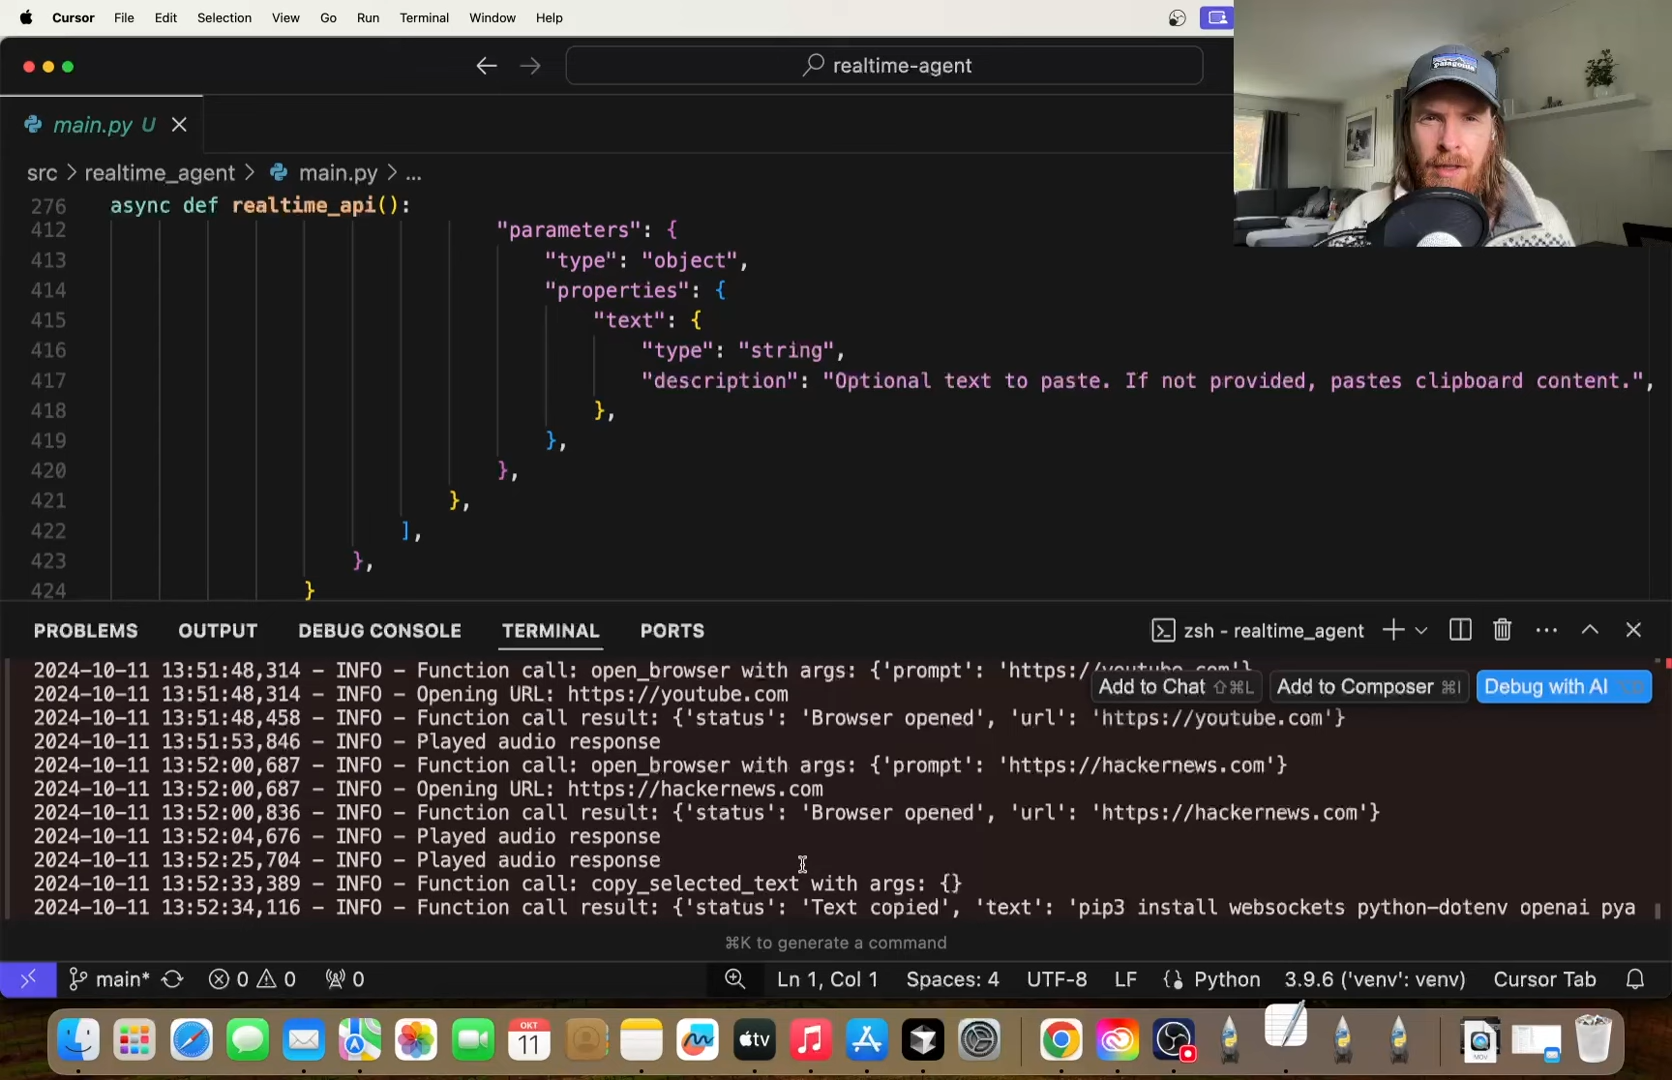 Cursor File Edit Selection View Go Run Terminal Window Help
realtime-agent
patagonia
main.py U
src > realtime_agent > main.py > ...
276 async def realtime_api():
412 "parameters": {
413 "type": "object",
414 "properties": {
415 "text": {
416 "type": "string",
417 "description": "Optional text to paste. If not provided, pastes clipboard content.",
418 },
419 },
420 },
421 },
422 ],
423 },
424 }
PROBLEMS OUTPUT DEBUG CONSOLE TERMINAL PORTS zsh - realtime_agent
2024-10-11 13:51:48,314 - INFO - Function call: open_browser with args: {'prompt': 'https://youtube.com'}
Add to Chat ⇧⌘L Add to Composer ⌘I Debug with AI
2024-10-11 13:51:48,314 - INFO - Opening URL: https://youtube.com
2024-10-11 13:51:48,458 - INFO - Function call result: {'status': 'Browser opened', 'url': 'https://youtube.com'}
2024-10-11 13:51:53,846 - INFO - Played audio response
2024-10-11 13:52:00,687 - INFO - Function call: open_browser with args: {'prompt': 'https://hackernews.com'}
2024-10-11 13:52:00,687 - INFO - Opening URL: https://hackernews.com
2024-10-11 13:52:00,836 - INFO - Function call result: {'status': 'Browser opened', 'url': 'https://hackernews.com'}
2024-10-11 13:52:04,676 - INFO - Played audio response
2024-10-11 13:52:25,704 - INFO - Played audio response
2024-10-11 13:52:33,389 - INFO - Function call: copy_selected_text with args: {}
2024-10-11 13:52:34,116 - INFO - Function call result: {'status': 'Text copied', 'text': 'pip3 install websockets python-dotenv openai pya
⌘K to generate a command
main* 0 0 0 Ln 1, Col 1 Spaces: 4 UTF-8 LF {} Python 3.9.6 ('venv': venv) Cursor Tab
OKT
11
tv
MOV